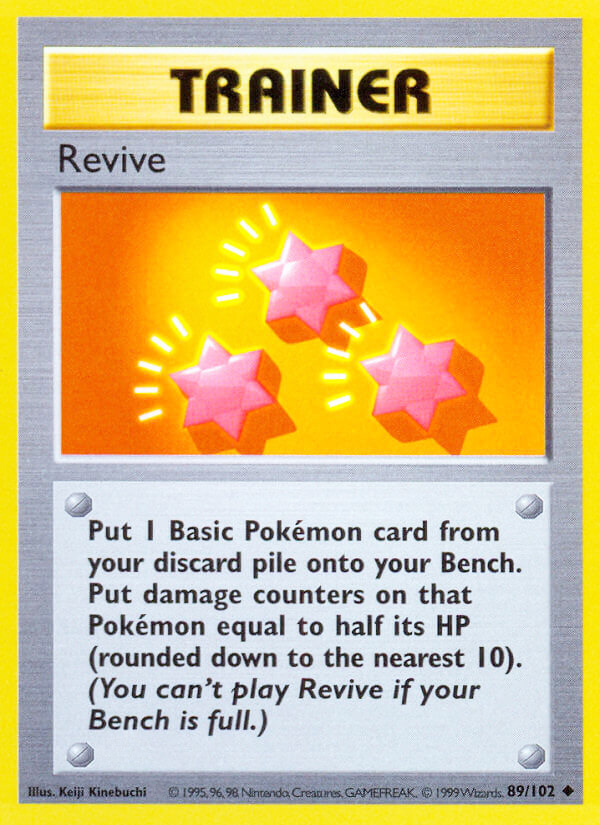 TRAINER
Revive
Put 1 Basic Pokémon card from
your discard pile onto your Bench.
Put damage counters on that
Pokémon equal to half its HP
(rounded down to the nearest 10).
(You can't play Revive if your
Bench is full.)
Illus. Keiji Kinebuchi © 1995, 96, 98 Nintendo, Creatures, GAMEFREAK. © 1999 Wizards. 89/102 ◆